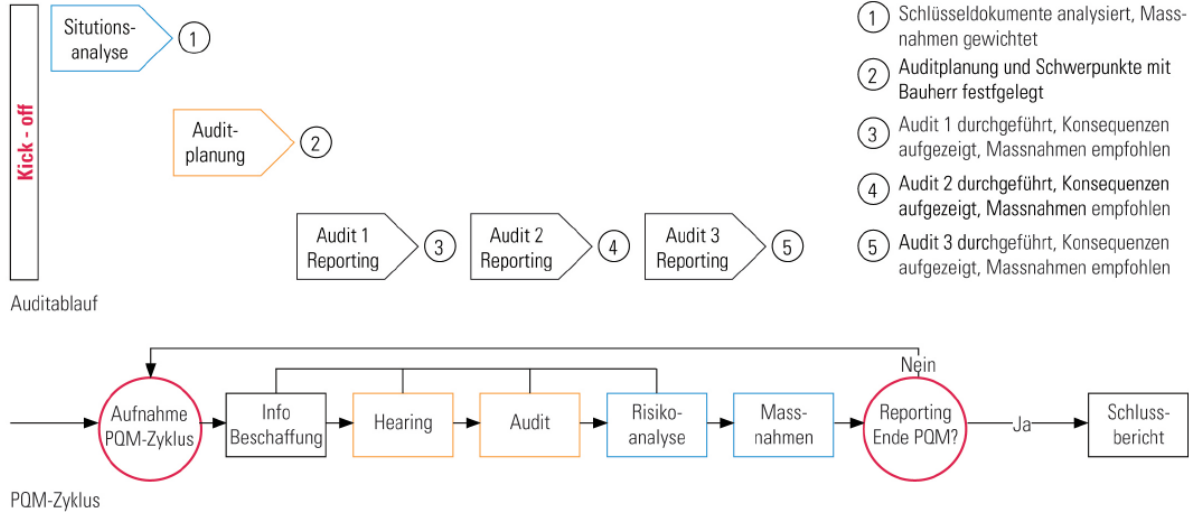 Kick - off
Situtions-
analyse
1
Audit-
planung
2
Audit 1
Reporting
3
Audit 2
Reporting
4
Audit 3
Reporting
5
1 Schlüsseldokumente analysiert, Mass-
nahmen gewichtet
2 Auditplanung und Schwerpunkte mit
Bauherr festfgelegt
3 Audit 1 durchgeführt, Konsequenzen
aufgezeigt, Massnahmen empfohlen
4 Audit 2 durchgeführt, Konsequenzen
aufgezeigt, Massnahmen empfohlen
5 Audit 3 durchgeführt, Konsequenzen
aufgezeigt, Massnahmen empfohlen
Auditablauf
Nein
Aufnahme
PQM-Zyklus
Info
Beschaffung
Hearing
Audit
Risiko-
analyse
Mass-
nahmen
Reporting
Ende PQM?
Ja
Schluss-
bericht
PQM-Zyklus